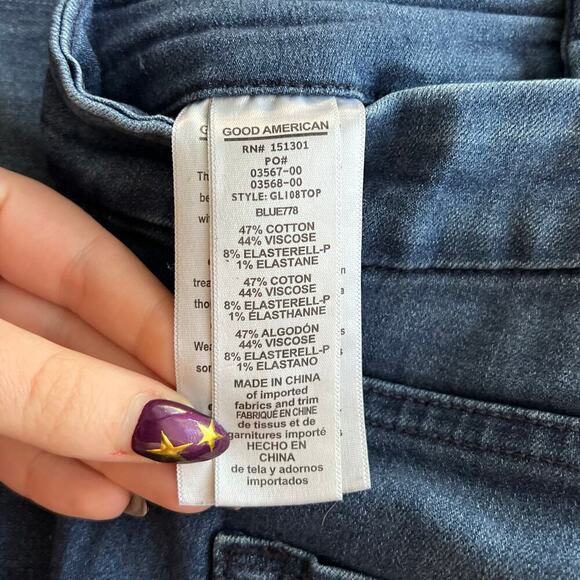 GOOD AMERICAN
RN# 151301
PO#
03567-00
03568-00
STYLE: GL108TOP
BLUE778
47% COTTON
44% VISCOSE
8% ELASTERELL-P
1% ELASTANE
47% COTON
44% VISCOSE
8% ELASTERELL-P
1% ÉLASTHANNE
47% ALGODÓN
44% VISCOSE
8% ELASTERELL-P
1% ELASTANO
MADE IN CHINA
of imported
fabrics and trim
FABRIQUÉ EN CHINE
de tissus et de
garnitures importé
HECHO EN
CHINA
de tela y adornos
importados